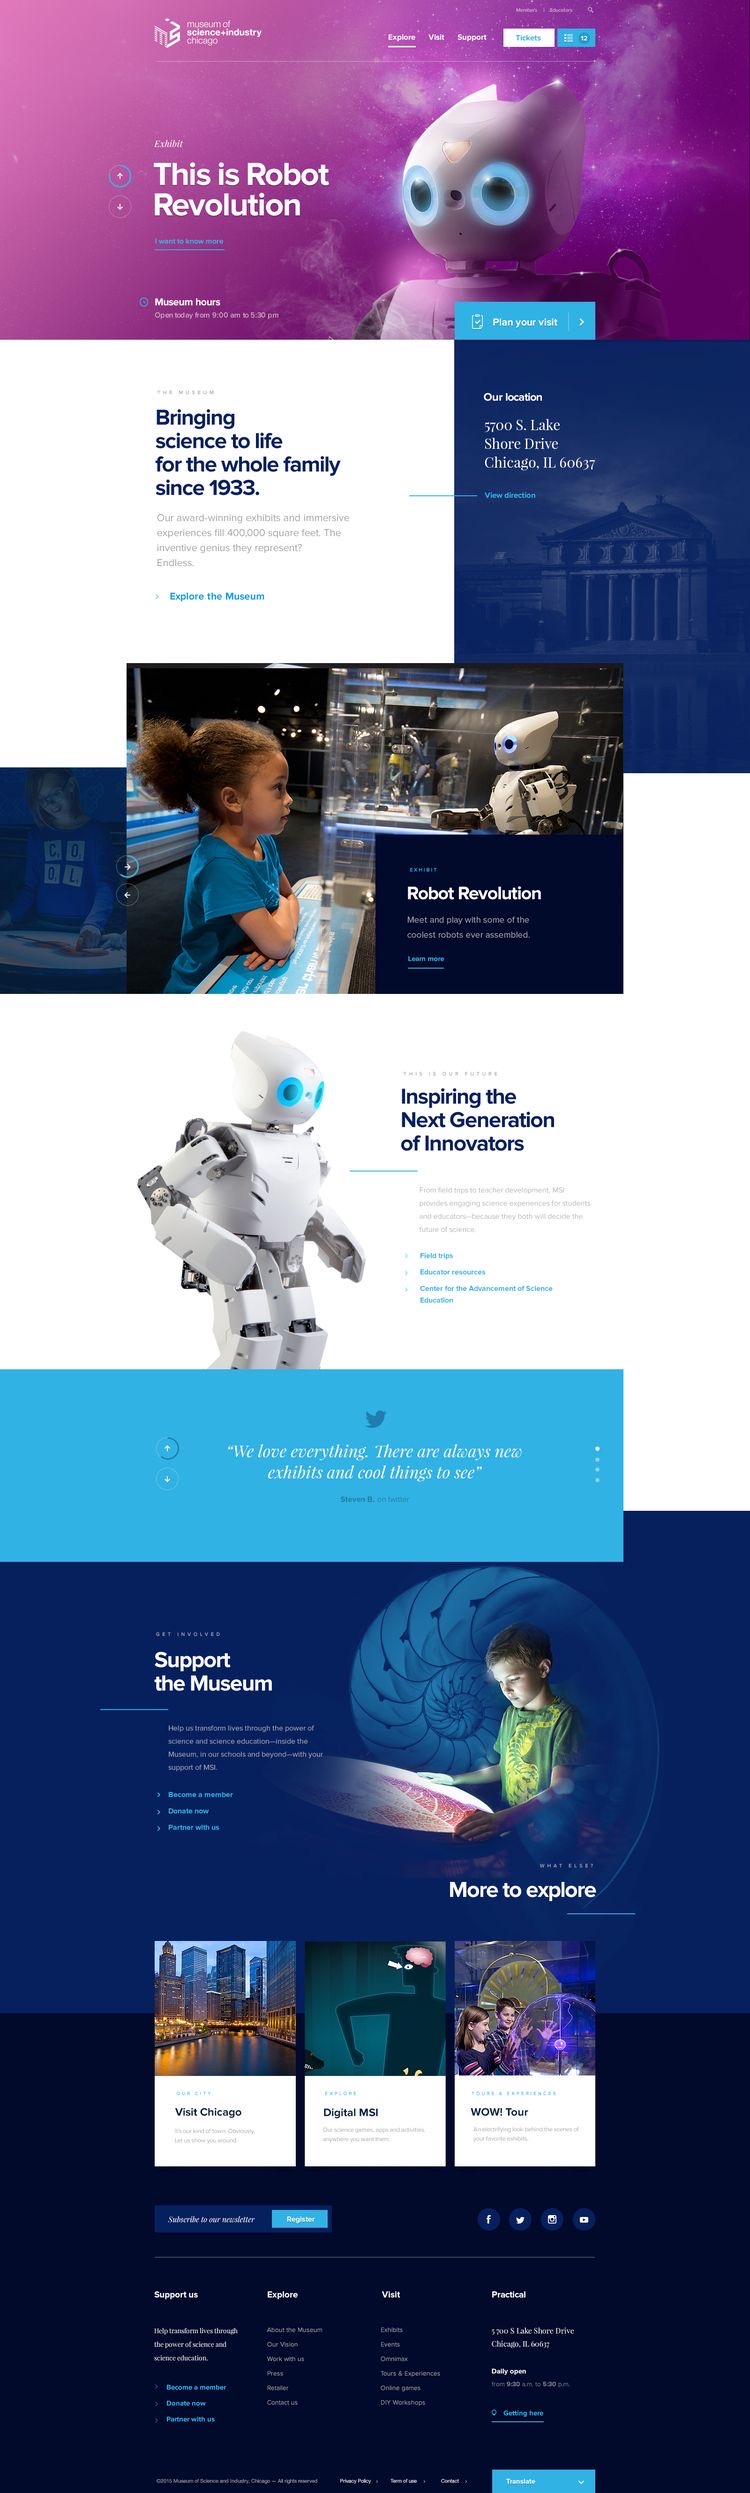 Members | Educators
museum of
science+industry
chicago
Explore Visit Support Tickets 12
Exhibit
This is Robot
Revolution
I want to know more
Museum hours
Open today from 9:00 am to 5:30 pm
Plan your visit
THE MUSEUM
Bringing
science to life
for the whole family
since 1933.
Our award-winning exhibits and immersive
experiences fill 400,000 square feet. The
inventive genius they represent?
Endless.
Explore the Museum
Our location
5700 S. Lake
Shore Drive
Chicago, IL 60637
View direction
C O
O L
EXHIBIT
Robot Revolution
Meet and play with some of the
coolest robots ever assembled.
Learn more
THIS IS OUR FUTURE
Inspiring the
Next Generation
of Innovators
From field trips to teacher development, MSI
provides engaging science experiences for students
and educators—because they both will decide the
future of science.
Field trips
Educator resources
Center for the Advancement of Science
Education
“We love everything. There are always new
exhibits and cool things to see”
Steven B. on twitter
GET INVOLVED
Support
the Museum
Help us transform lives through the power of
science and science education—inside the
Museum, in our schools and beyond—with your
support of MSI.
Become a member
Donate now
Partner with us
WHAT ELSE?
More to explore
OUR CITY
Visit Chicago
It's our kind of town. Obviously.
Let us show you around.
EXPLORE
Digital MSI
Our science games, apps and activities,
anywhere you want them.
TOURS & EXPERIENCES
WOW! Tour
An electrifying look behind the scenes of
your favorite exhibits.
Subscribe to our newsletter
Register
Support us
Help transform lives through
the power of science and
science education.
Become a member
Donate now
Partner with us
Explore
About the Museum
Our Vision
Work with us
Press
Retailer
Contact us
Visit
Exhibits
Events
Omnimax
Tours & Experiences
Online games
DIY Workshops
Practical
5700 S Lake Shore Drive
Chicago, IL 60637
Daily open
from 9:30 a.m. to 5:30 p.m.
Getting here
©2015 Museum of Science and Industry, Chicago — All rights reserved
Privacy Policy
Term of use
Contact
Translate